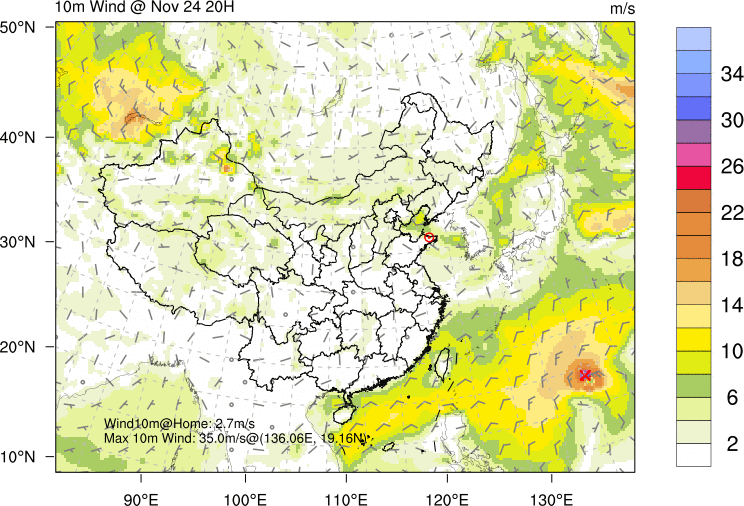 10m Wind @ Nov 24 20H
m/s
50°N
40°N
30°N
20°N
10°N
90°E
100°E
110°E
120°E
130°E
34
30
26
22
18
14
10
6
2
Wind10m@Home: 2.7m/s
Max 10m Wind: 35.0m/s@(136.06E, 19.16N)